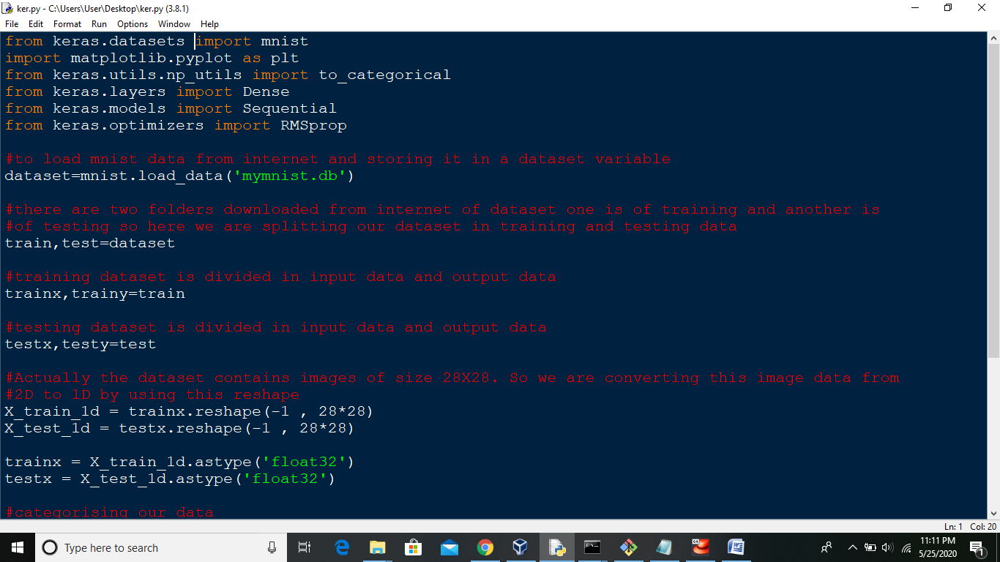 ker.py - C:\Users\User\Desktop\ker.py (3.8.1)
File Edit Format Run Options Window Help
from keras.datasets import mnist
import matplotlib.pyplot as plt
from keras.utils.np_utils import to_categorical
from keras.layers import Dense
from keras.models import Sequential
from keras.optimizers import RMSprop
#to load mnist data from internet and storing it in a dataset variable
dataset=mnist.load_data('mymnist.db')
#there are two folders downloaded from internet of dataset one is of training and another is
#of testing so here we are splitting our dataset in training and testing data
train,test=dataset
#training dataset is divided in input data and output data
trainx,trainy=train
#testing dataset is divided in input data and output data
testx,testy=test
#Actually the dataset contains images of size 28X28. So we are converting this image data from
#2D to 1D by using this reshape
X_train_1d = trainx.reshape(-1 , 28*28)
X_test_1d = testx.reshape(-1 , 28*28)
trainx = X_train_1d.astype('float32')
testx = X_test_1d.astype('float32')
#categorising our data
Ln: 1 Col: 20
Type here to search
11:11 PM
5/25/2020
1